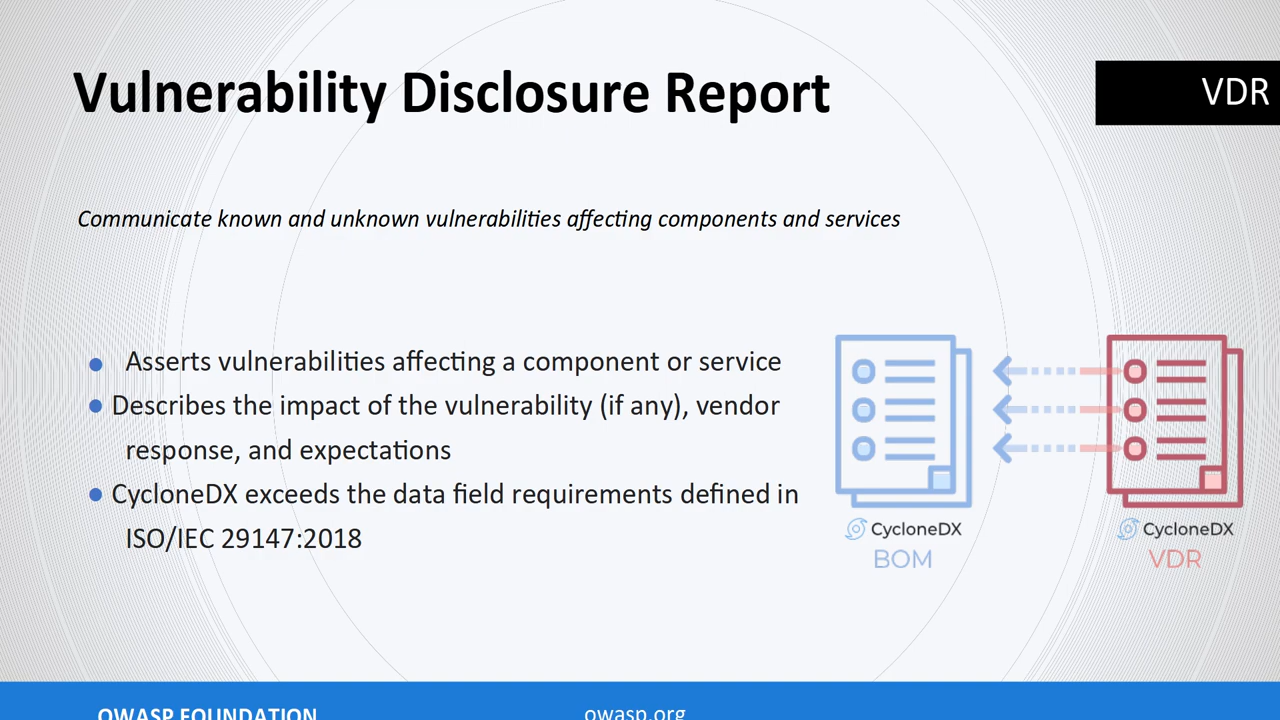 Vulnerability Disclosure Report
VDR
Communicate known and unknown vulnerabilities affecting components and services
Asserts vulnerabilities affecting a component or service
Describes the impact of the vulnerability (if any), vendor
response, and expectations
CycloneDX exceeds the data field requirements defined in
ISO/IEC 29147:2018
CycloneDX
BOM
CycloneDX
VDR
OWASP FOUNDATION
owasp.org